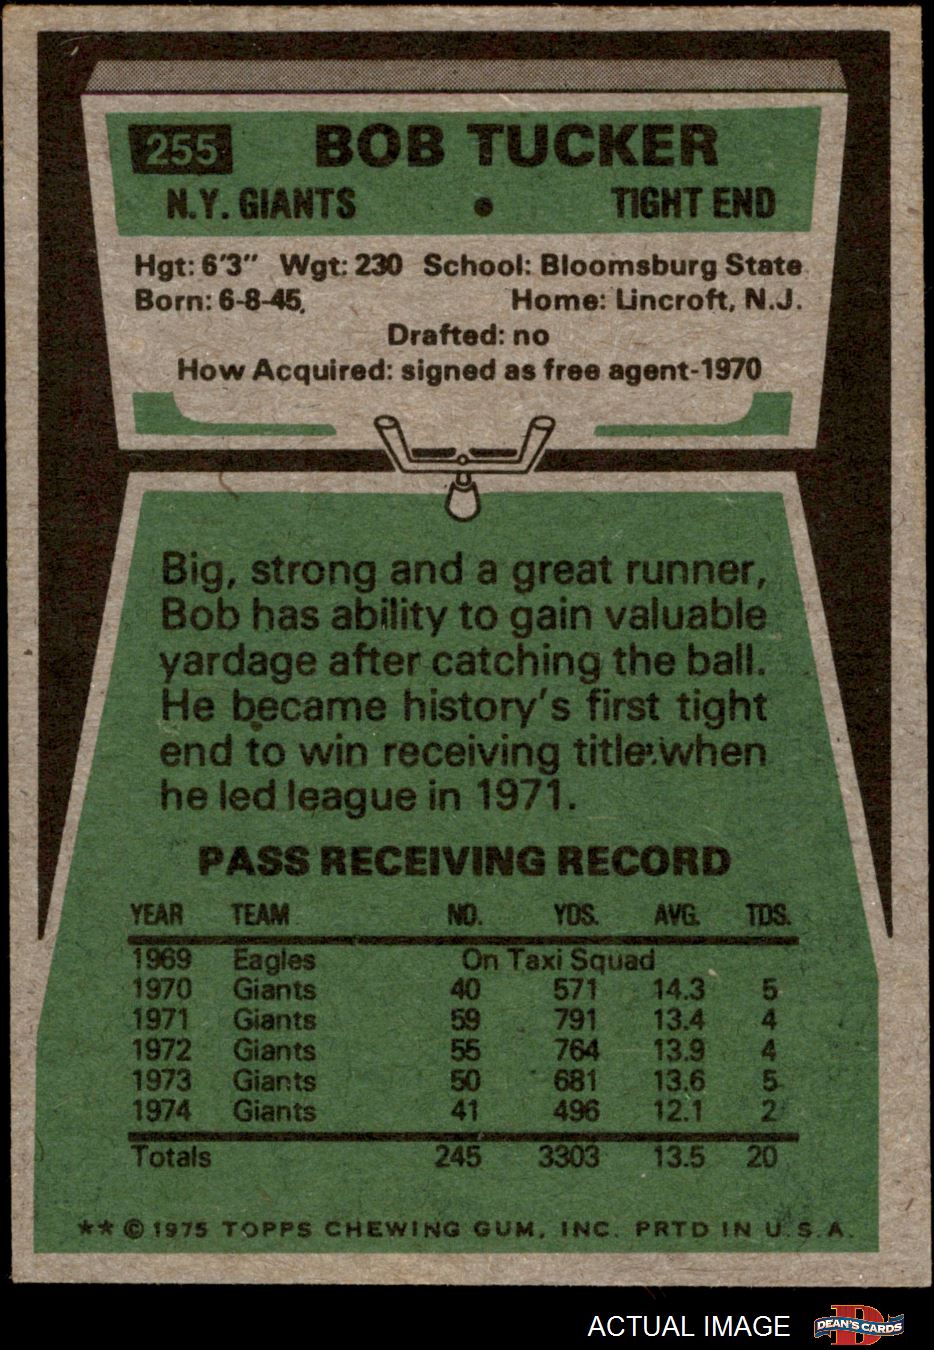 255 BOB TUCKER
N.Y. GIANTS • TIGHT END
Hgt: 6'3" Wgt: 230 School: Bloomsburg State
Born: 6-8-45, Home: Lincroft, N.J.
Drafted: no
How Acquired: signed as free agent-1970
Big, strong and a great runner,
Bob has ability to gain valuable
yardage after catching the ball.
He became history's first tight
end to win receiving title when
he led league in 1971.
PASS RECEIVING RECORD
YEAR TEAM NO. YDS. AVG. TDS.
1969 Eagles On Taxi Squad
1970 Giants 40 571 14.3 5
1971 Giants 59 791 13.4 4
1972 Giants 55 764 13.9 4
1973 Giants 50 681 13.6 5
1974 Giants 41 496 12.1 2
Totals 245 3303 13.5 20
** © 1975 TOPPS CHEWING GUM, INC. PRTD IN U.S.A.
ACTUAL IMAGE DEAN'S CARDS